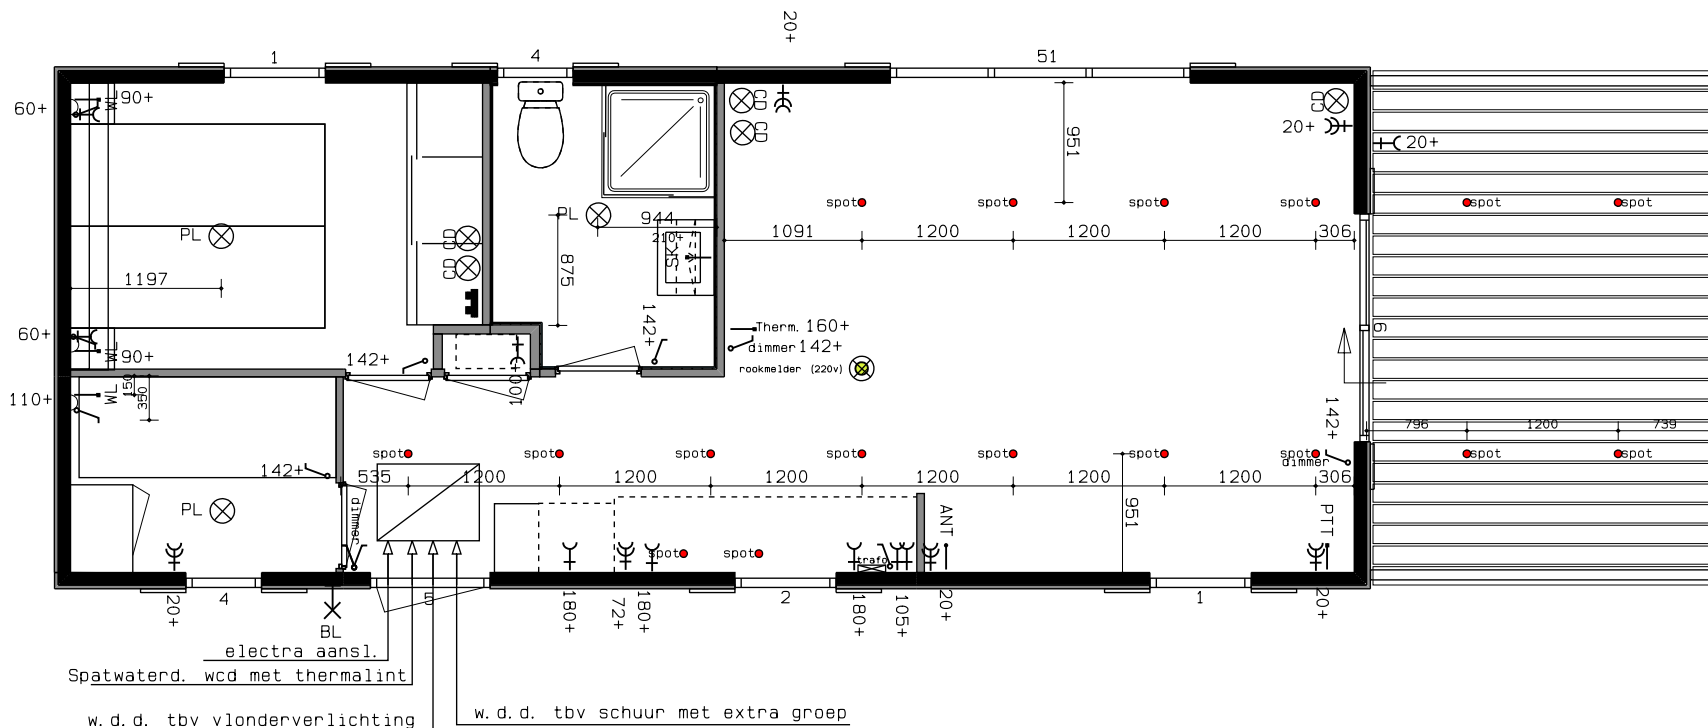 20+
1
4
51
60+
WL
90+
CD
CD
CD
20+
20+
951
spot
spot
spot
spot
spot
spot
PL
PL
944
210+
SK
1091
1200
1200
1200
306
CD
CD
1197
875
60+
WL
90+
142+
142+
Therm. 160+
dimmer 142+
rookmelder (220v)
9
100+
110+
WL
150
350
142+
796
1200
739
142+
spot
spot
spot
spot
spot
spot
spot
spot
spot
dimmer
535
1200
1200
1200
1200
1200
1200
306
PL
dimmer
951
ANT
PTT
spot
spot
trafo
4
2
1
20+
180+
72+
180+
180+
105+
20+
20+
BL
electra aansl.
Spatwaterd. wcd met thermalint
w.d.d. tbv vlonderverlichting
w.d.d. tbv schuur met extra groep